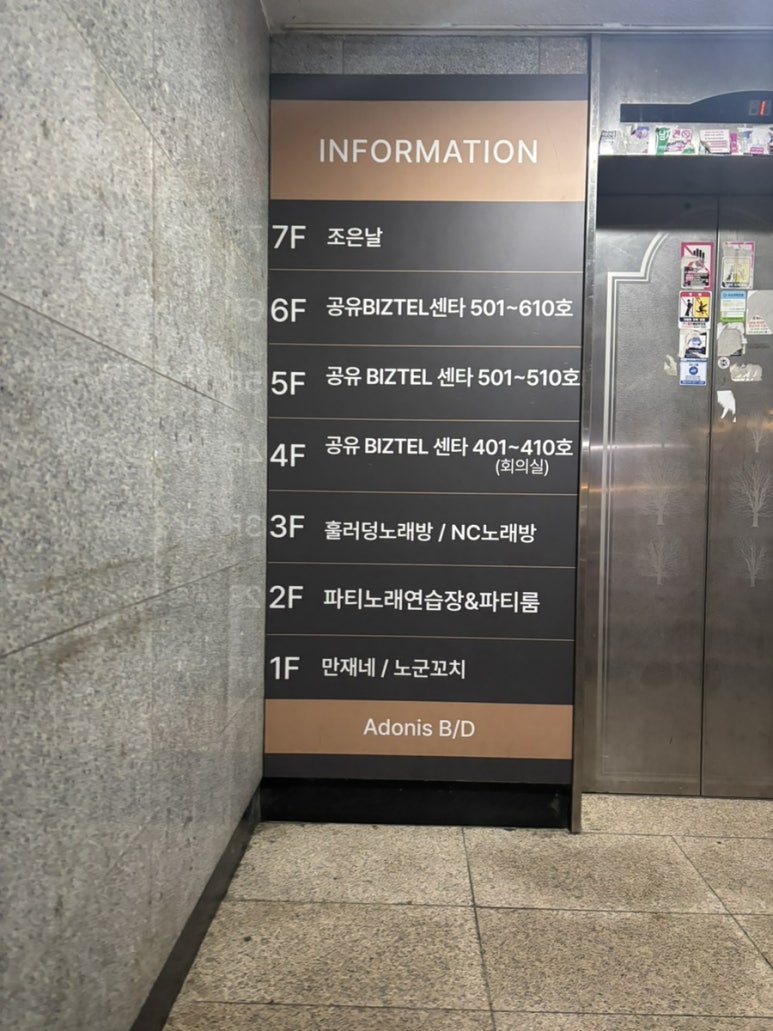 INFORMATION
7F 조은날
6F 공유BIZTEL센타 501~610호
5F 공유 BIZTEL 센타 501~510호
4F 공유 BIZTEL 센타 401~410호
(회의실)
3F 훌러덩노래방 / NC노래방
2F 파티노래연습장&파티룸
1F 만재네 / 노군꼬치
Adonis B/D